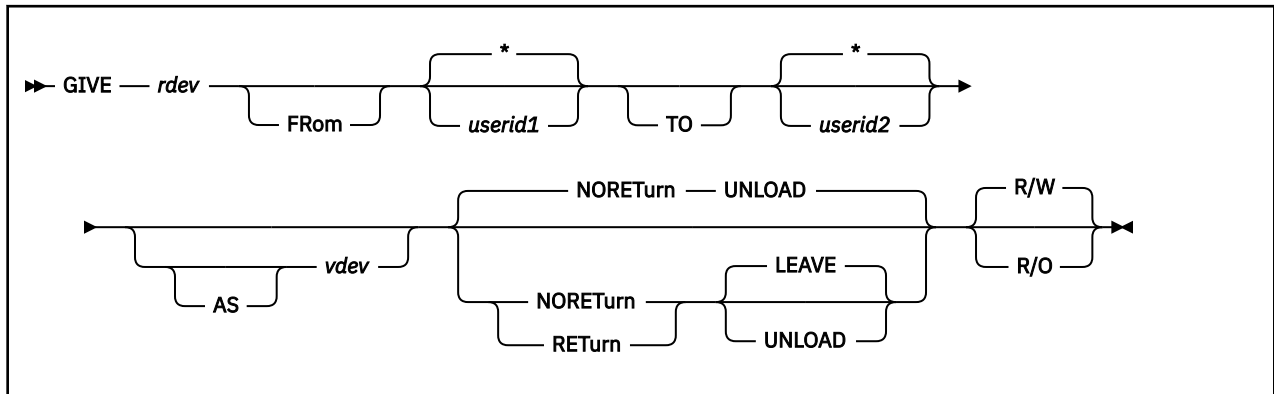 * *
GIVE rdev
FRom userid1 TO userid2
NORETurn UNLOAD R/W
vdev LEAVE R/O
AS NORETurn
RETurn UNLOAD